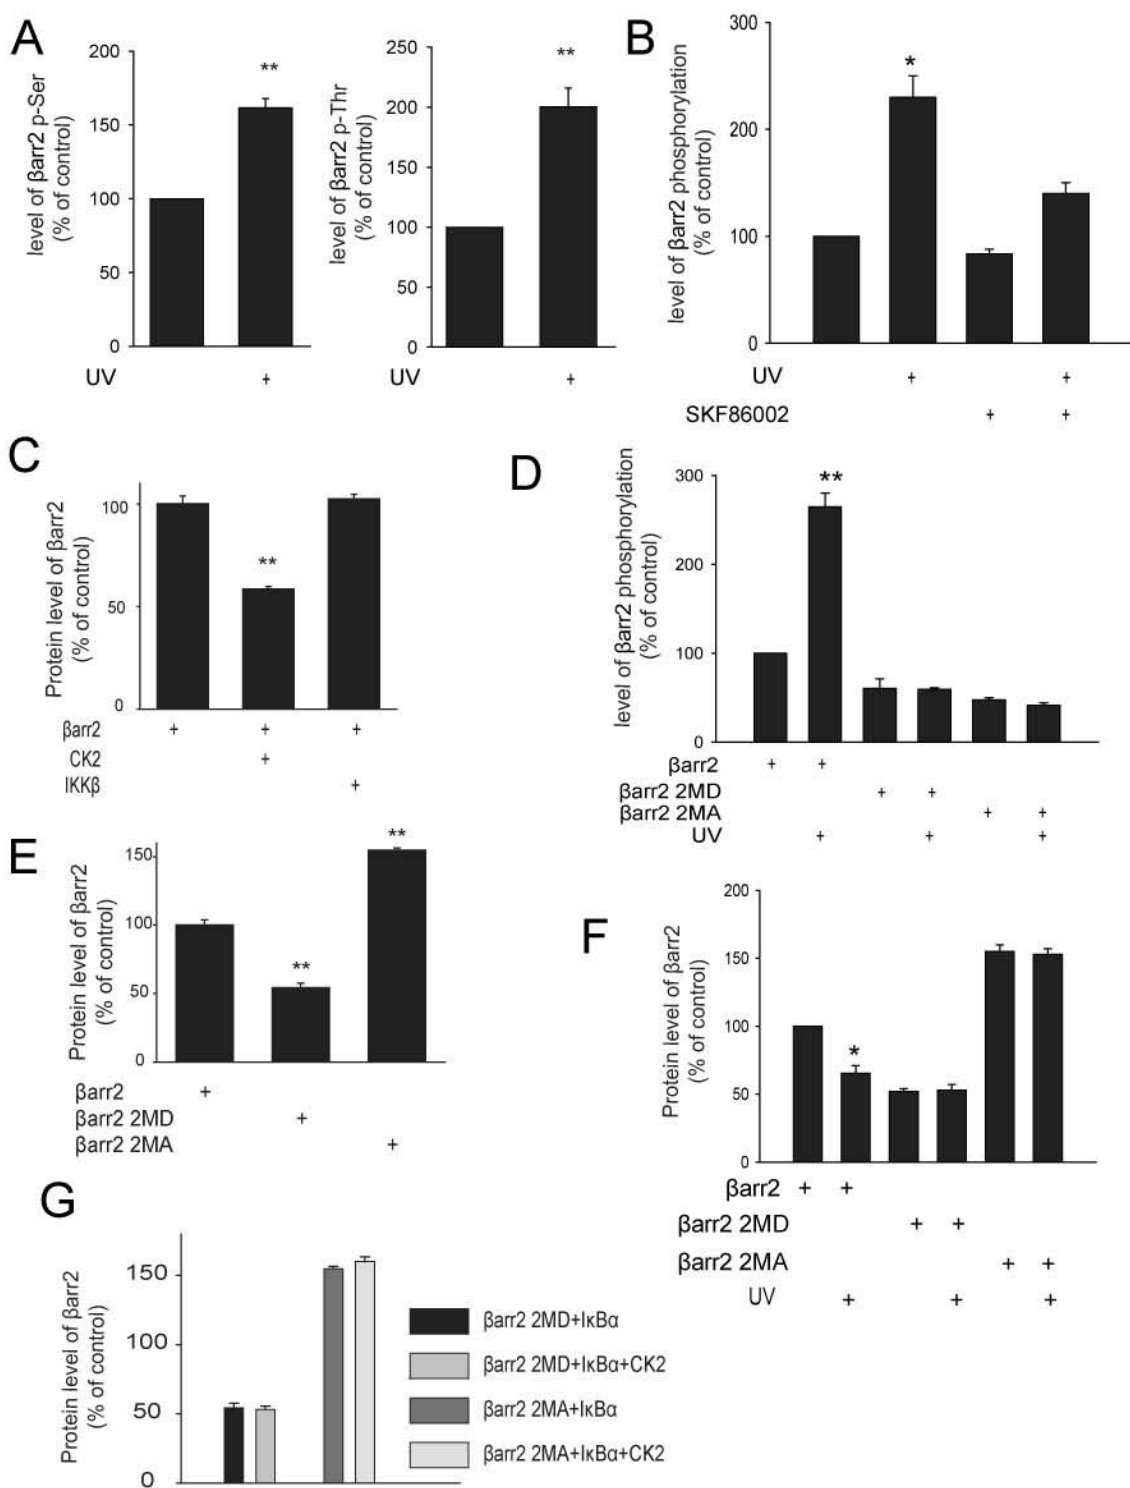 A
level of βarr2 p-Ser
(% of control)
200
150
100
50
0
**
UV
+
level of βarr2 p-Thr
(% of control)
250
200
150
100
50
0
**
UV
+
B
level of βarr2 phosphorylation
(% of control)
300
200
100
0
*
UV + +
SKF86002 + +
C
Protein level of βarr2
(% of control)
100
50
0
**
βarr2 + + +
CK2 +
IKKβ +
D
level of βarr2 phosphorylation
(% of control)
300
200
100
0
**
βarr2 + +
βarr2 2MD + +
βarr2 2MA + +
UV + + +
E
Protein level of βarr2
(% of control)
150
100
50
0
**
**
βarr2 +
βarr2 2MD +
βarr2 2MA +
F
Protein level of βarr2
(% of control)
200
150
100
50
0
*
βarr2 + +
βarr2 2MD + +
βarr2 2MA + +
UV + + +
G
Protein level of βarr2
(% of control)
150
100
50
0
βarr2 2MD+IκBα
βarr2 2MD+IκBα+CK2
βarr2 2MA+IκBα
βarr2 2MA+IκBα+CK2